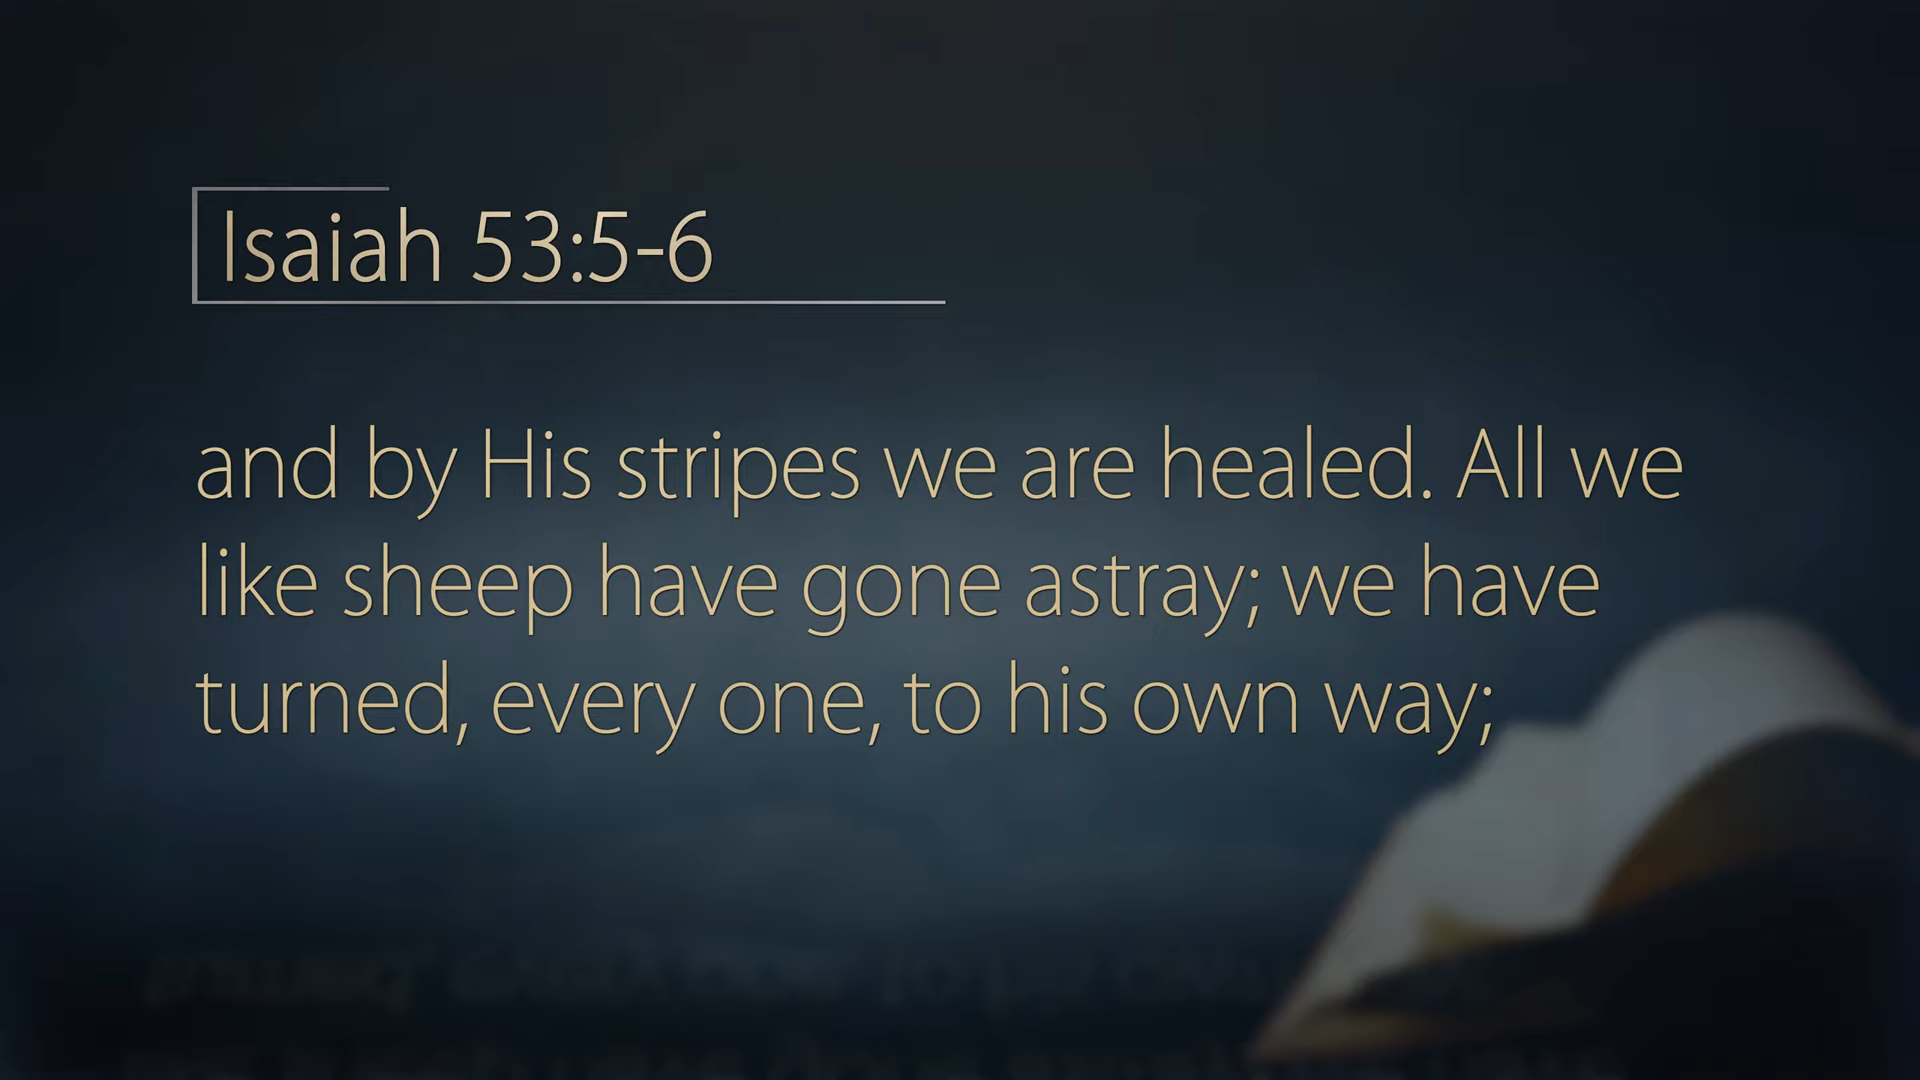 Isaiah 53:5-6
and by His stripes we are healed. All we
like sheep have gone astray; we have
turned, every one, to his own way;